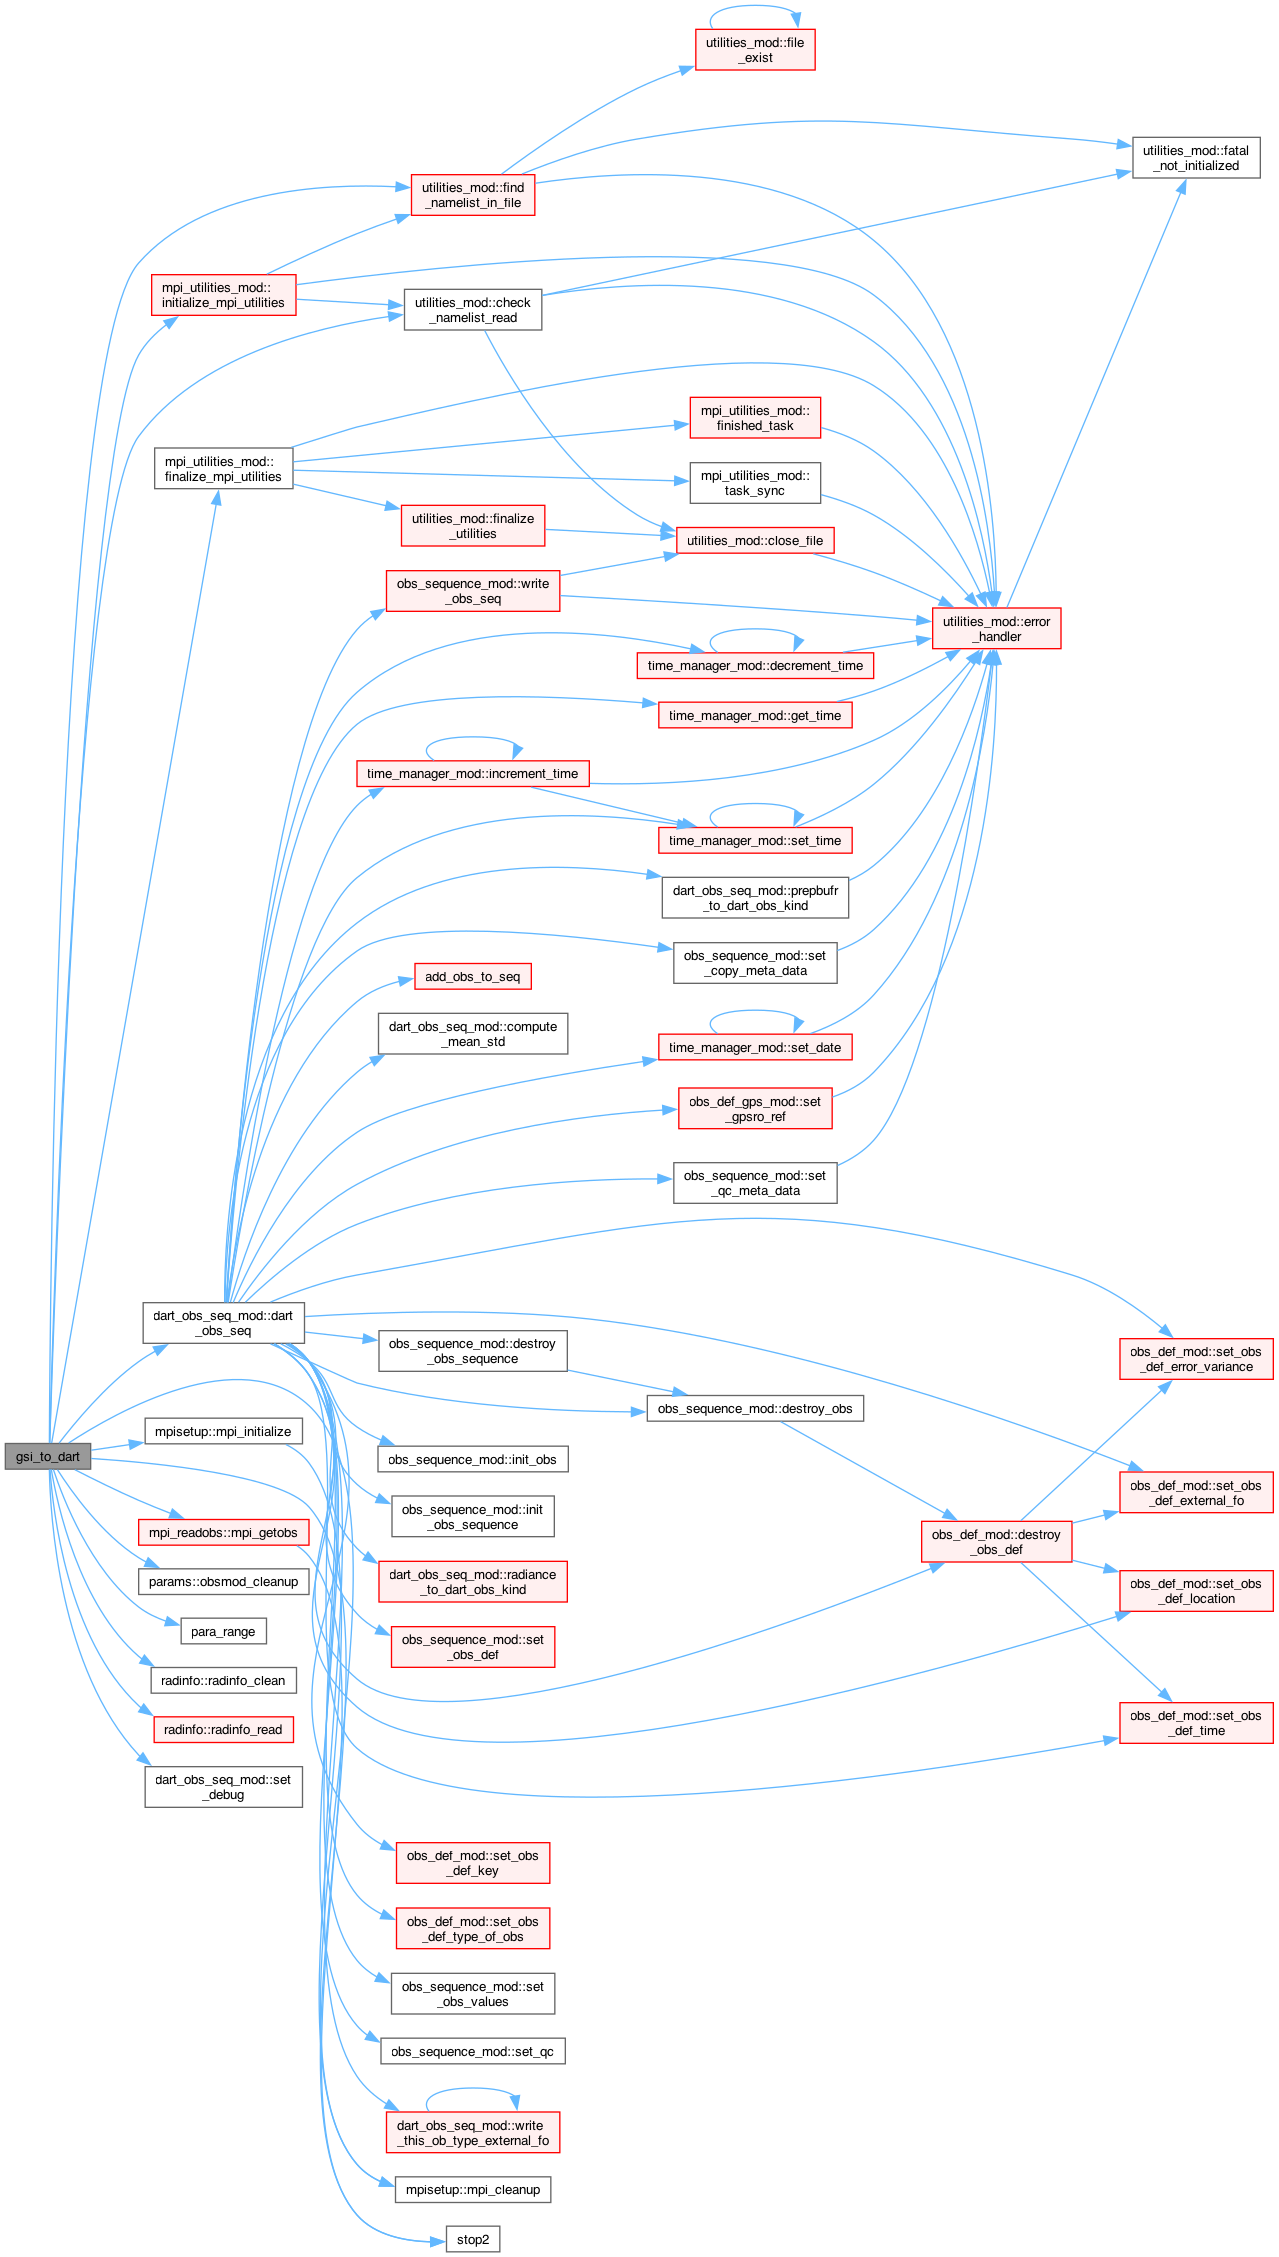 utilities_mod::file
_exist
utilities_mod::fatal
_not_initialized
utilities_mod::find
_namelist_in_file
mpi_utilities_mod::
initialize_mpi_utilities
utilities_mod::check
_namelist_read
mpi_utilities_mod::
finished_task
mpi_utilities_mod::
finalize_mpi_utilities
mpi_utilities_mod::
task_sync
utilities_mod::finalize
_utilities
utilities_mod::close_file
obs_sequence_mod::write
_obs_seq
utilities_mod::error
_handler
time_manager_mod::decrement_time
time_manager_mod::get_time
time_manager_mod::increment_time
time_manager_mod::set_time
dart_obs_seq_mod::prepbufr
_to_dart_obs_kind
obs_sequence_mod::set
_copy_meta_data
add_obs_to_seq
dart_obs_seq_mod::compute
_mean_std
time_manager_mod::set_date
obs_def_gps_mod::set
_gpsro_ref
obs_sequence_mod::set
_qc_meta_data
dart_obs_seq_mod::dart
_obs_seq
obs_sequence_mod::destroy
_obs_sequence
obs_def_mod::set_obs
_def_error_variance
obs_sequence_mod::destroy_obs
mpisetup::mpi_initialize
gsi_to_dart
obs_sequence_mod::init_obs
obs_def_mod::set_obs
_def_external_fo
obs_sequence_mod::init
_obs_sequence
mpi_readobs::mpi_getobs
obs_def_mod::destroy
_obs_def
params::obsmod_cleanup
dart_obs_seq_mod::radiance
_to_dart_obs_kind
obs_def_mod::set_obs
_def_location
para_range
obs_sequence_mod::set
_obs_def
radinfo::radinfo_clean
radinfo::radinfo_read
obs_def_mod::set_obs
_def_time
dart_obs_seq_mod::set
_debug
obs_def_mod::set_obs
_def_key
obs_def_mod::set_obs
_def_type_of_obs
obs_sequence_mod::set
_obs_values
obs_sequence_mod::set_qc
dart_obs_seq_mod::write
_this_ob_type_external_fo
mpisetup::mpi_cleanup
stop2